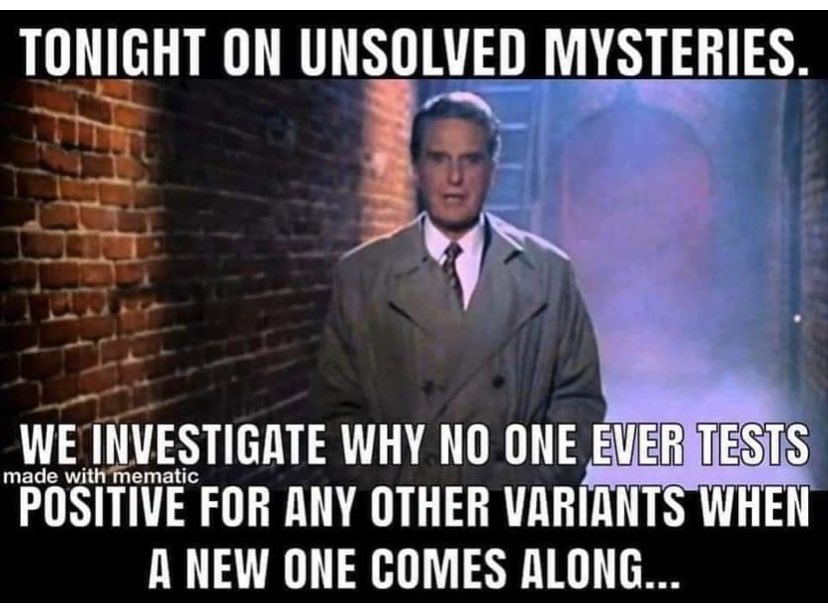 TONIGHT ON UNSOLVED MYSTERIES.
WE INVESTIGATE WHY NO ONE EVER TESTS
made with mematic
POSITIVE FOR ANY OTHER VARIANTS WHEN
A NEW ONE COMES ALONG...